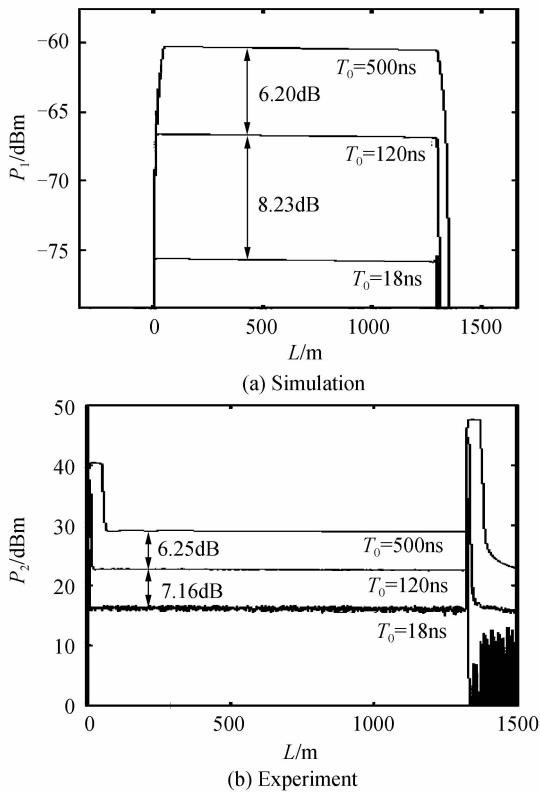 −60
T0=500ns
6.20dB
−65
P1/dBm
T0=120ns
−70
8.23dB
−75
T0=18ns
0 500 1000 1500
L/m
(a) Simulation
50
40
30
6.25dB
T0=500ns
P2/dBm
20
7.16dB
T0=120ns
T0=18ns
10
0
0 500 1000 1500
L/m
(b) Experiment